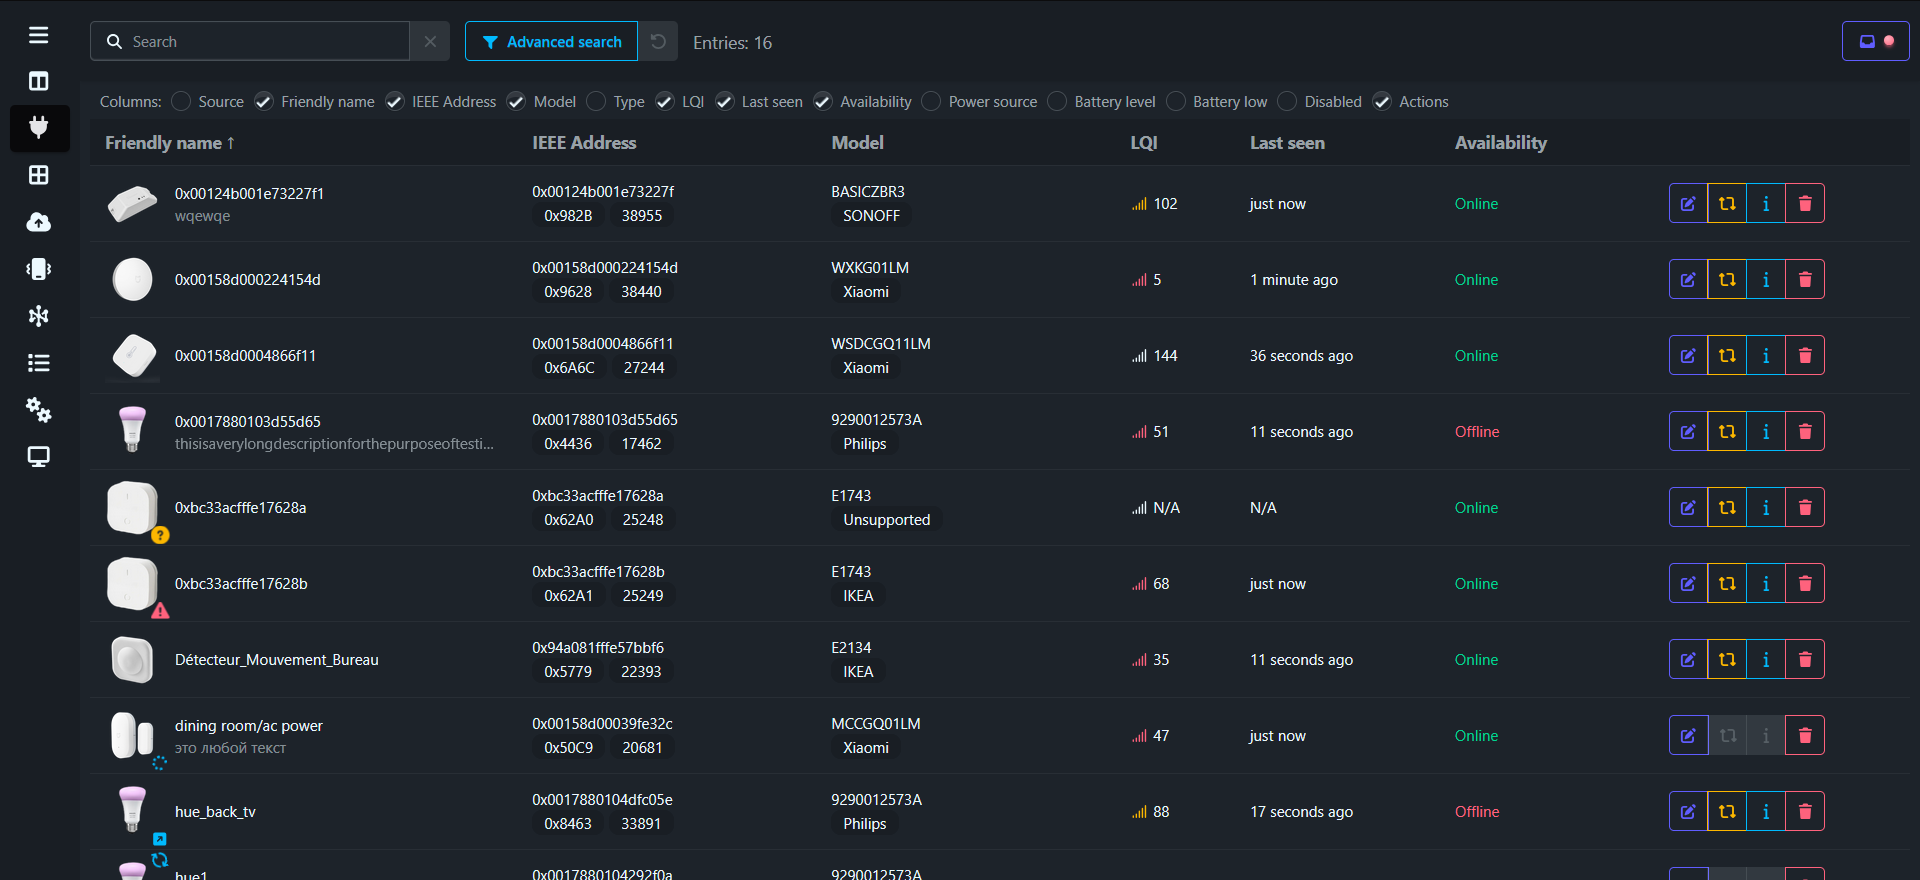 Search
Advanced search
Entries: 16
Columns: Source Friendly name IEEE Address Model Type LQI Last seen Availability Power source Battery level Battery low Disabled Actions
Friendly name ↑ IEEE Address Model LQI Last seen Availability
0x00124b001e73227f1
wqewqe
0x00124b001e73227f
0x982B 38955
BASICZBR3
SONOFF
102
just now
Online
0x00158d000224154d
0x00158d000224154d
0x9628 38440
WXKG01LM
Xiaomi
5
1 minute ago
Online
0x00158d0004866f11
0x00158d0004866f11
0x6A6C 27244
WSDCGQ11LM
Xiaomi
144
36 seconds ago
Online
0x0017880103d55d65
thisisaverylongdescriptionforthepurposeoftesti...
0x0017880103d55d65
0x4436 17462
9290012573A
Philips
51
11 seconds ago
Offline
0xbc33acfffe17628a
0xbc33acfffe17628a
0x62A0 25248
E1743
Unsupported
N/A
N/A
Online
0xbc33acfffe17628b
0xbc33acfffe17628b
0x62A1 25249
E1743
IKEA
68
just now
Online
Détecteur_Mouvement_Bureau
0x94a081fffe57bbf6
0x5779 22393
E2134
IKEA
35
11 seconds ago
Online
dining room/ac power
это любой текст
0x00158d00039fe32c
0x50C9 20681
MCCGQ01LM
Xiaomi
47
just now
Online
hue_back_tv
0x0017880104dfc05e
0x8463 33891
9290012573A
Philips
88
17 seconds ago
Offline
hue1
0x0017880104292f0a
9290012573A